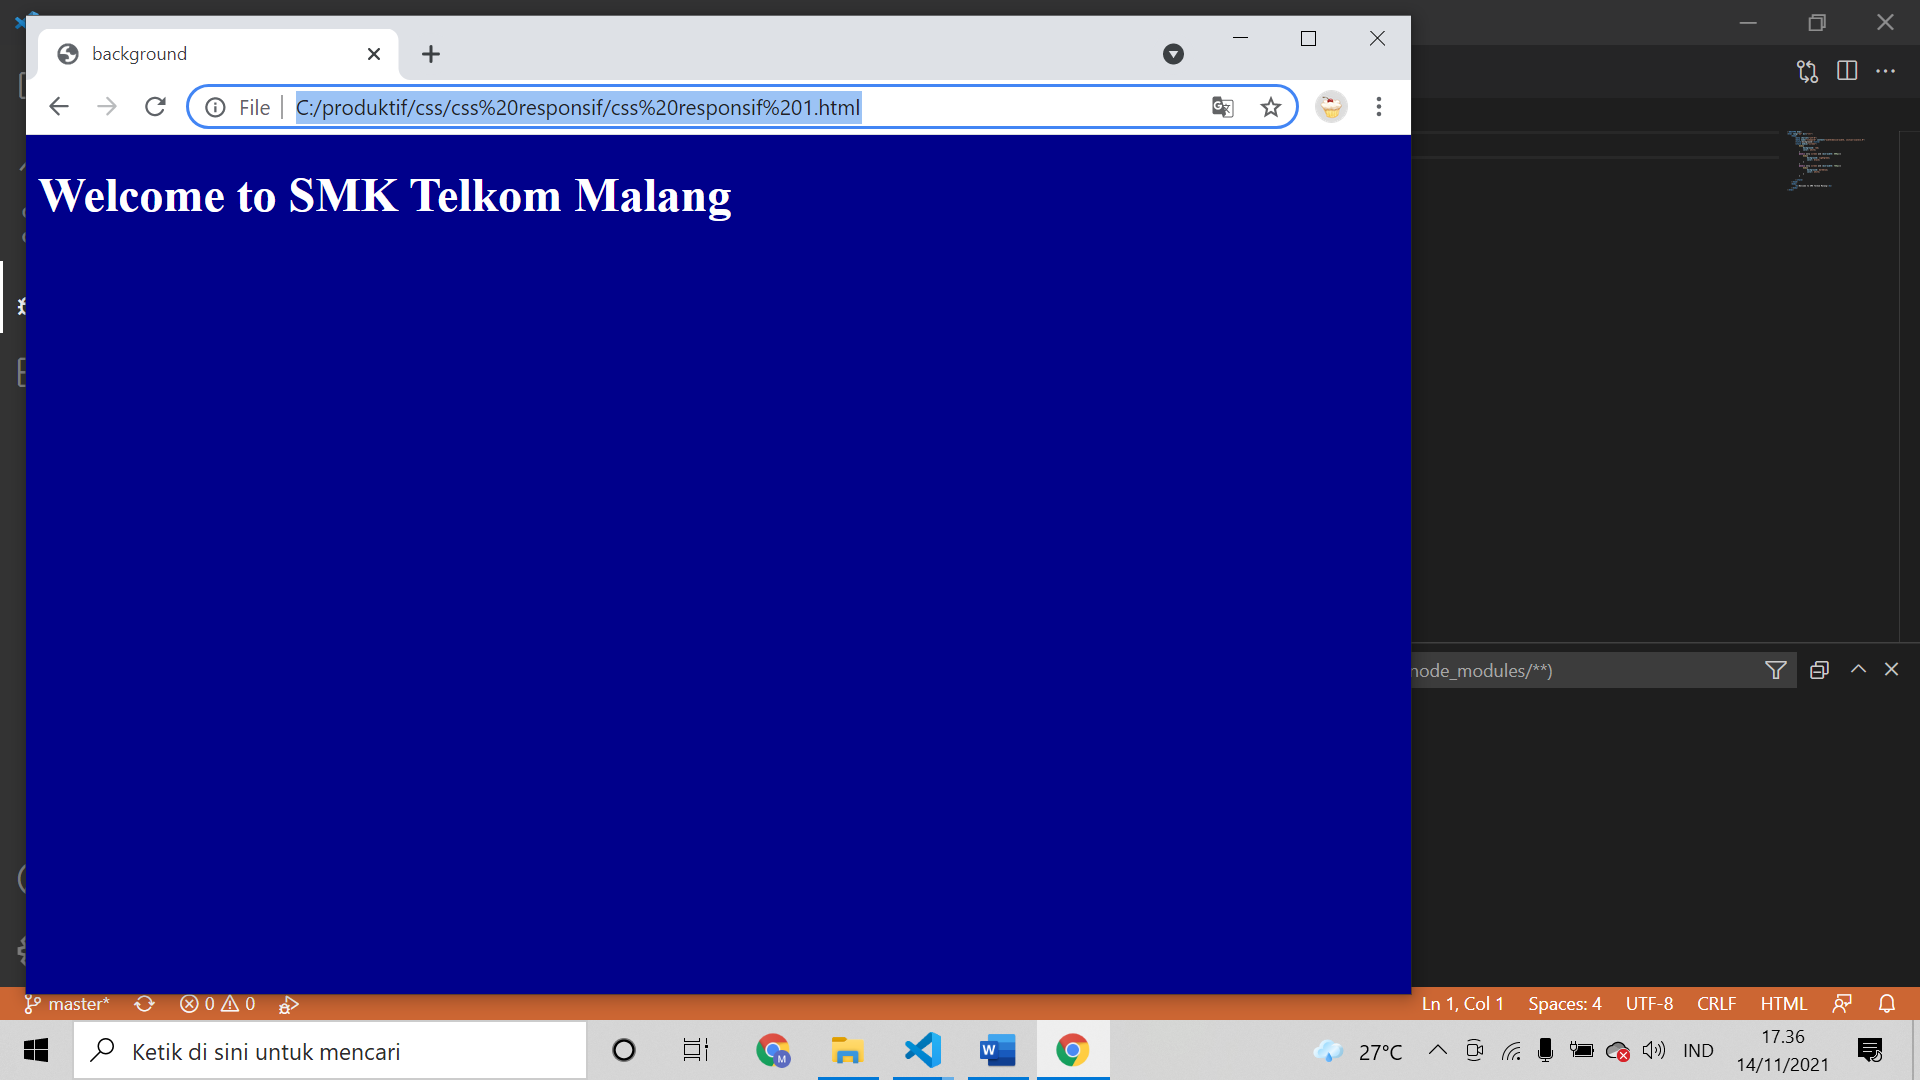 background
File
C:/produktif/css/css%20responsif/css%20responsif%201.html
Welcome to SMK Telkom Malang
node_modules/**)
master*
0
0
Ln 1, Col 1
Spaces: 4
UTF-8
CRLF
HTML
Ketik di sini untuk mencari
M
W
27°C
IND
17.36
14/11/2021